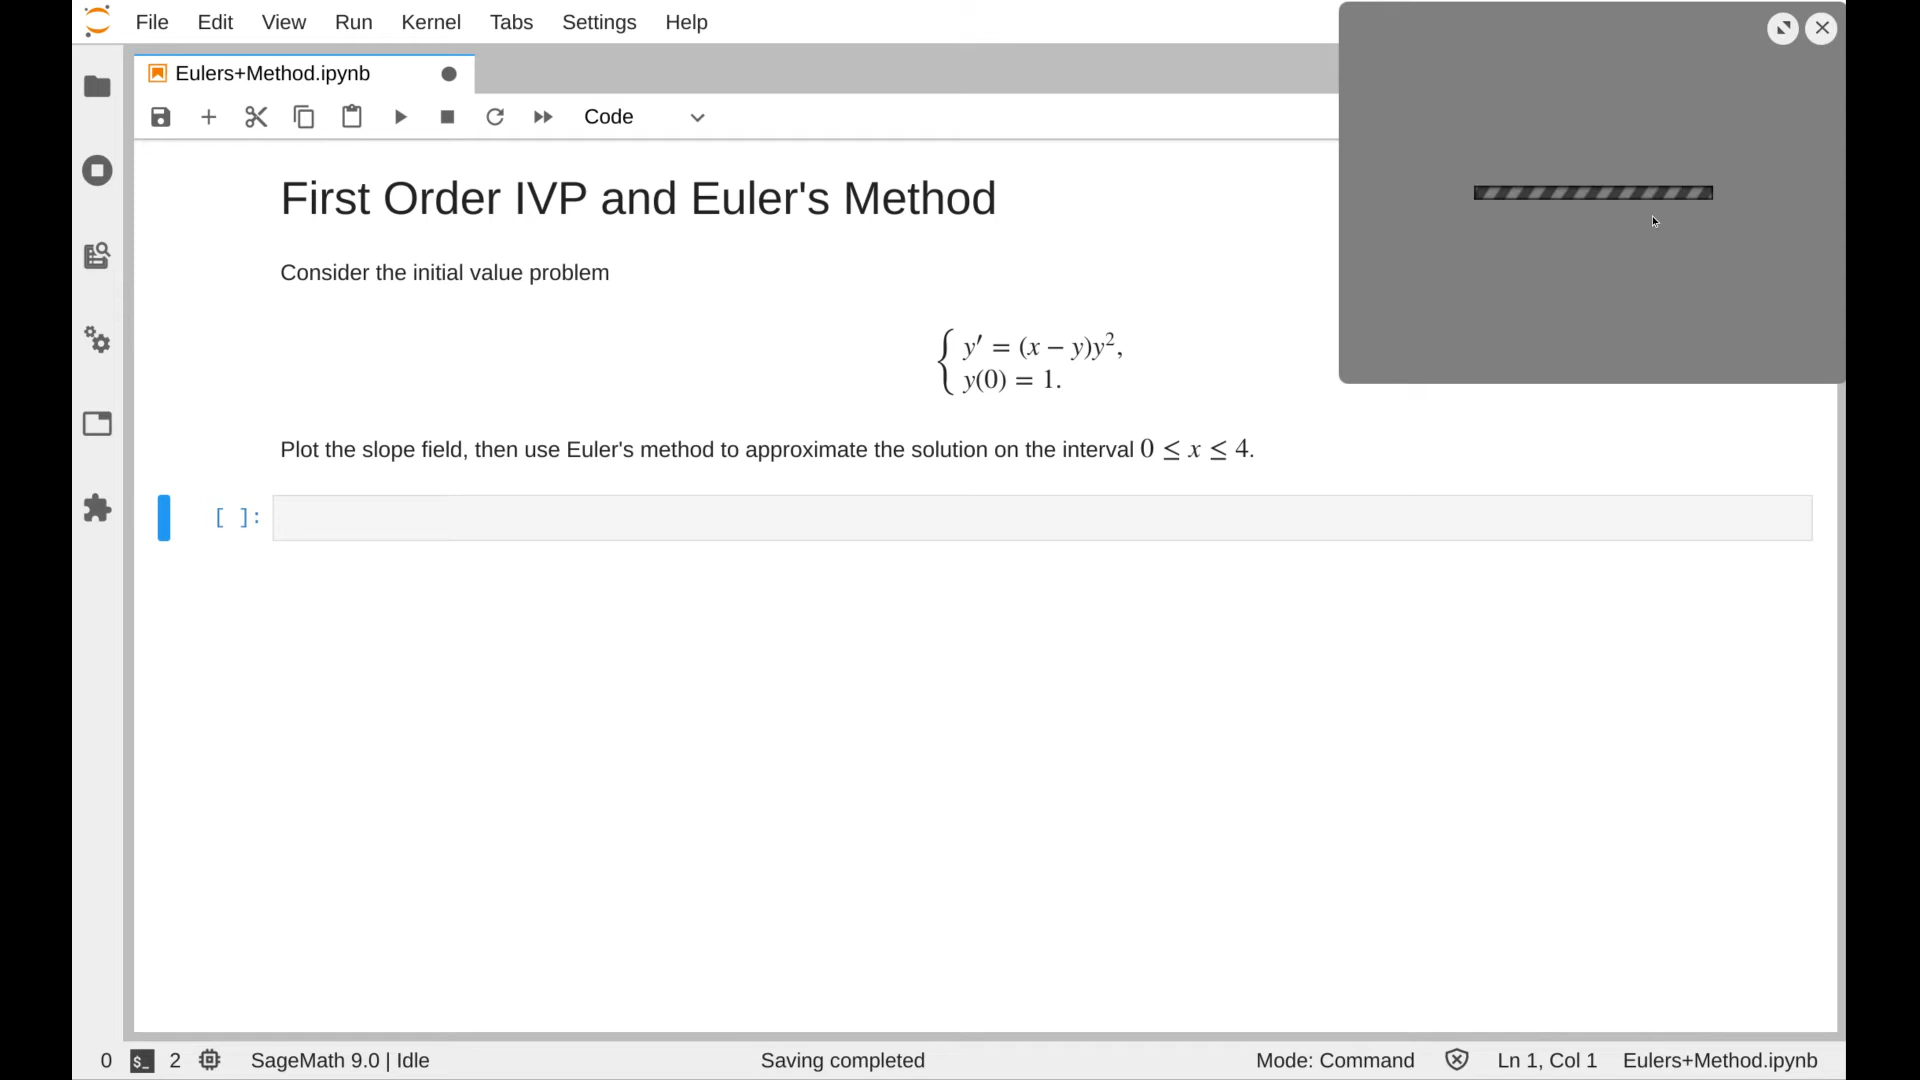 File Edit View Run Kernel Tabs Settings Help
Eulers+Method.ipynb
Code
First Order IVP and Euler's Method
Consider the initial value problem
y′ = (x − y)y²,
y(0) = 1.
Plot the slope field, then use Euler's method to approximate the solution on the interval 0 ≤ x ≤ 4.
[ ]:
0 $_ 2 SageMath 9.0 | Idle Saving completed Mode: Command Ln 1, Col 1 Eulers+Method.ipynb